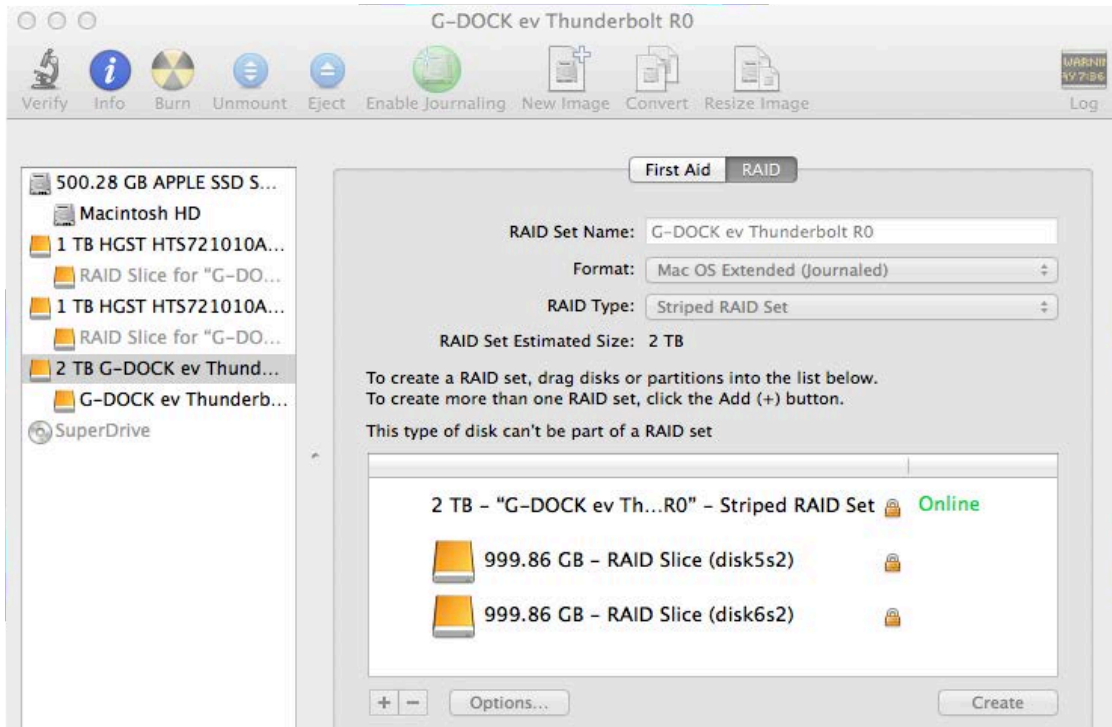 G-DOCK ev Thunderbolt R0
Verify Info Burn Unmount Eject Enable Journaling New Image Convert Resize Image Log
WARNIN
AY 7:86
First Aid RAID
500.28 GB APPLE SSD S...
Macintosh HD
1 TB HGST HTS721010A...
RAID Slice for "G-DO...
1 TB HGST HTS721010A...
RAID Slice for "G-DO...
2 TB G-DOCK ev Thund...
G-DOCK ev Thunderb...
SuperDrive
RAID Set Name: G-DOCK ev Thunderbolt R0
Format: Mac OS Extended (Journaled)
RAID Type: Striped RAID Set
RAID Set Estimated Size: 2 TB
To create a RAID set, drag disks or partitions into the list below.
To create more than one RAID set, click the Add (+) button.
This type of disk can't be part of a RAID set
2 TB – “G-DOCK ev Th...R0” – Striped RAID Set Online
999.86 GB – RAID Slice (disk5s2)
999.86 GB – RAID Slice (disk6s2)
+ − Options... Create